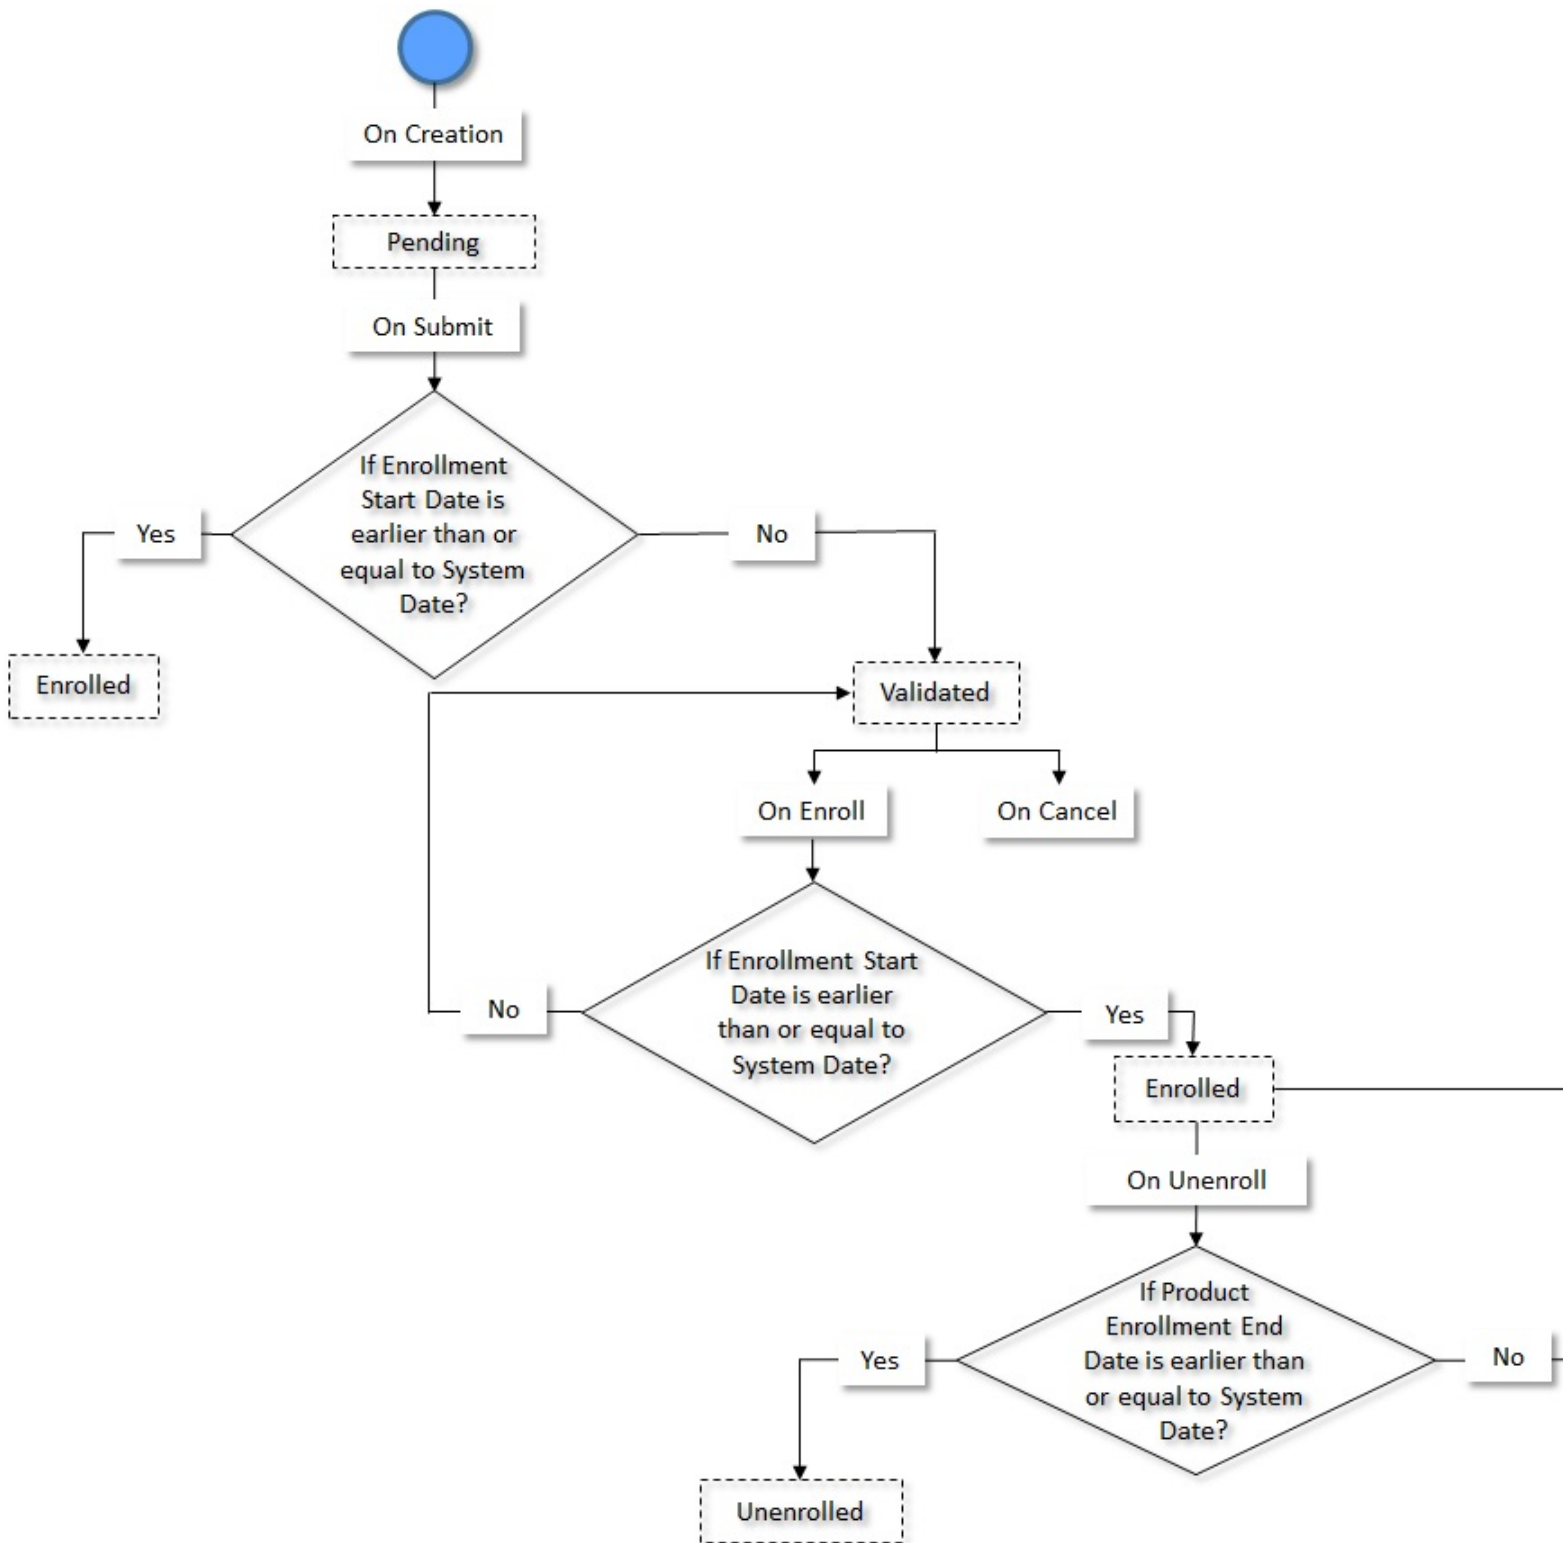 On Creation
Pending
On Submit
If Enrollment
Start Date is
earlier than or
equal to System
Date?
Yes
No
Enrolled
Validated
On Enroll
On Cancel
If Enrollment Start
Date is earlier
than or equal to
System Date?
No
Yes
Enrolled
On Unenroll
If Product
Enrollment End
Date is earlier than
or equal to System
Date?
Yes
No
Unenrolled